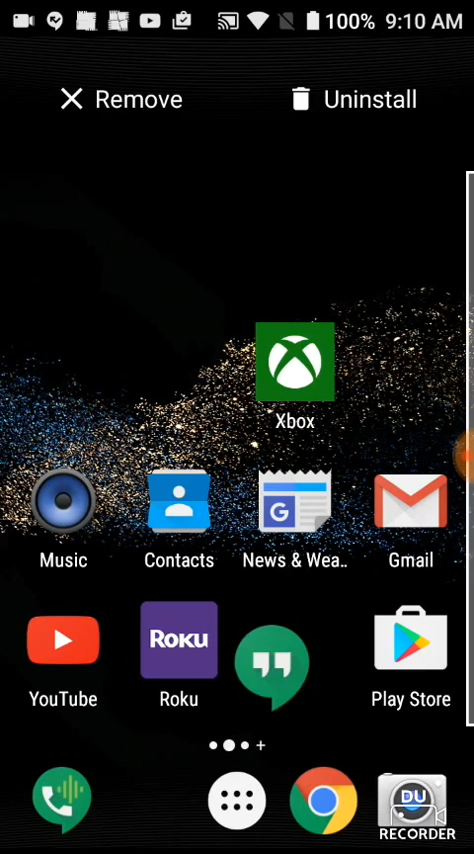 100% 9:10 AM
Remove Uninstall
Xbox
Music Contacts News & Wea.. Gmail
G
ROKU
YouTube Roku Play Store
DU
RECORDER